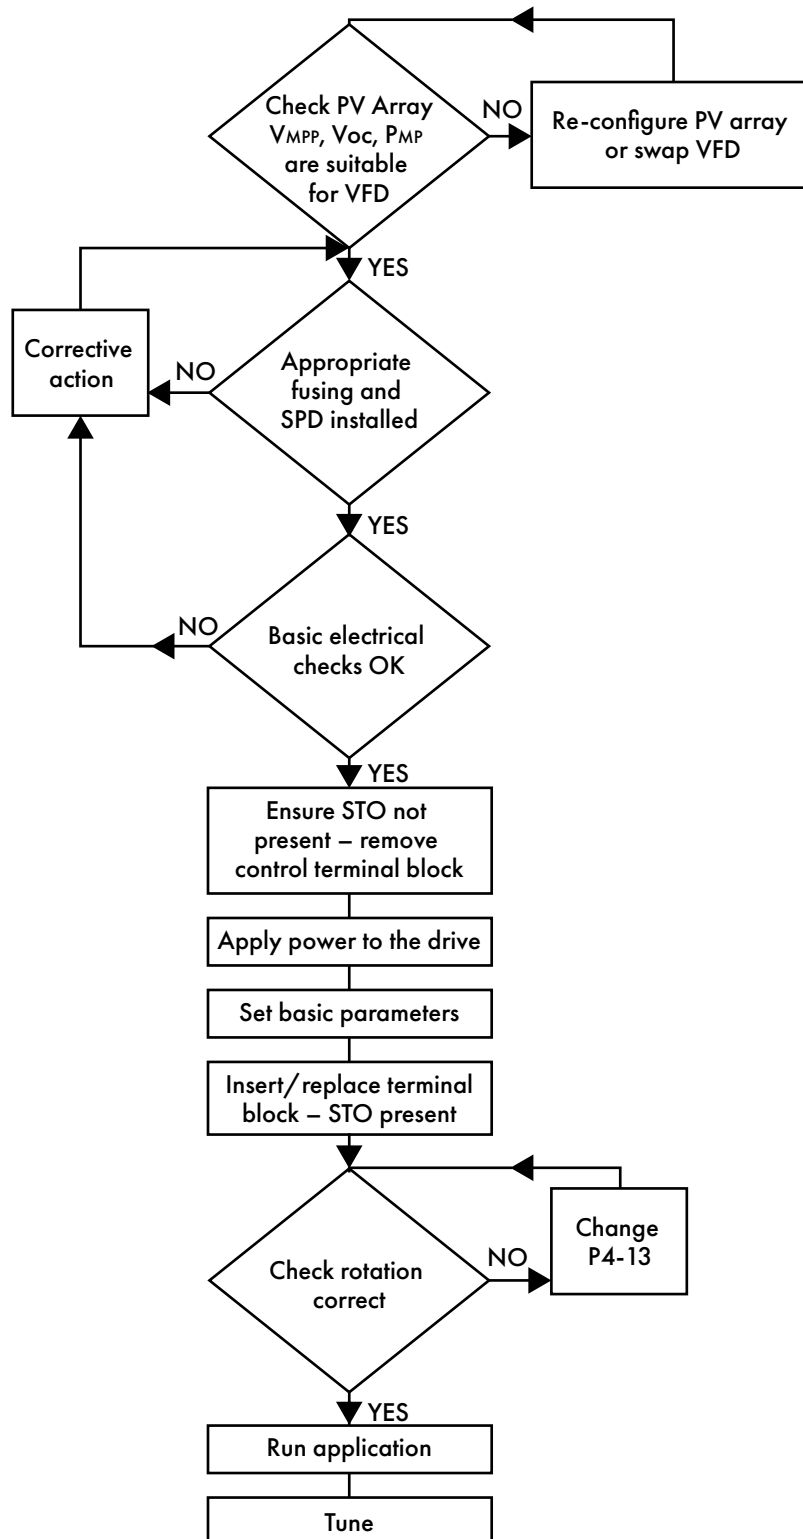 Check PV Array
VMPP, Voc, PMP
are suitable
for VFD
NO
Re-configure PV array
or swap VFD
YES
Corrective
action
NO
Appropriate
fusing and
SPD installed
YES
NO
Basic electrical
checks OK
YES
Ensure STO not
present – remove
control terminal block
Apply power to the drive
Set basic parameters
Insert/replace terminal
block – STO present
Check rotation
correct
NO
Change
P4-13
YES
Run application
Tune